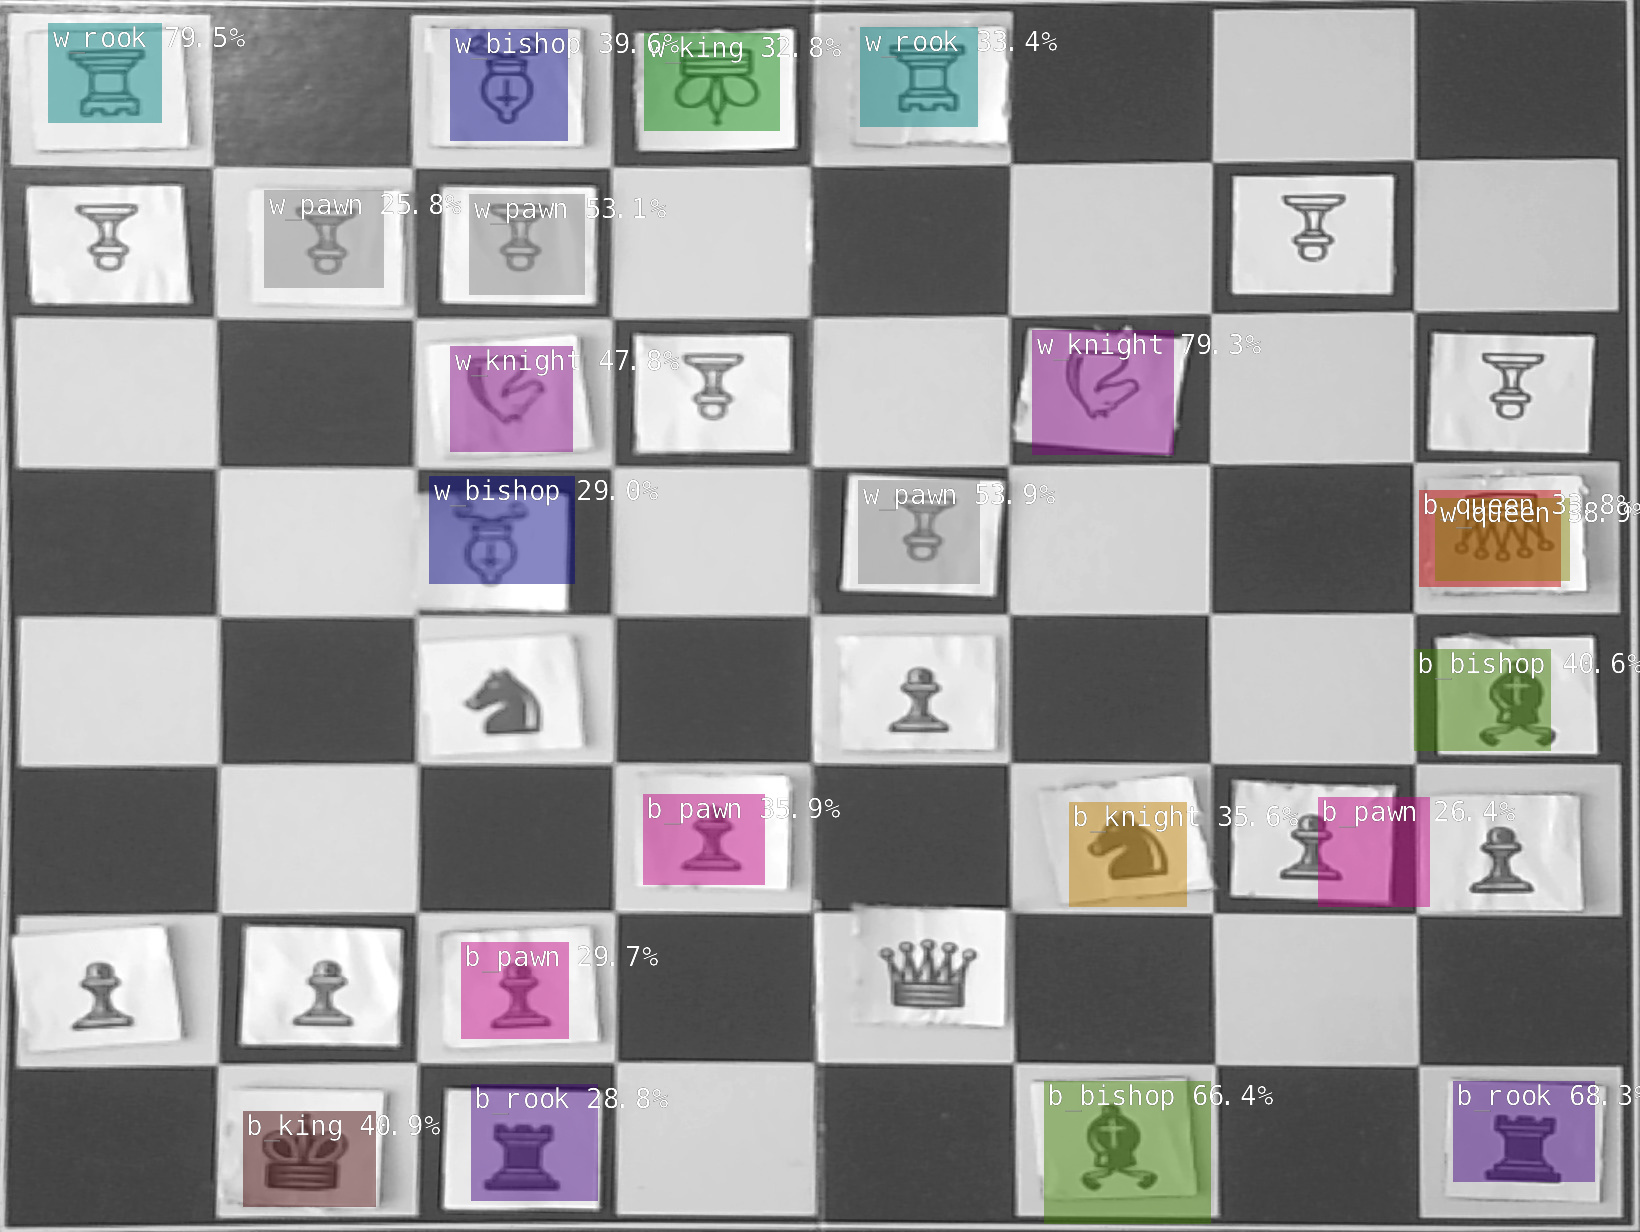 w_rook 79.5%
w_bishop 39.6%
w_king 32.8%
w_rook 33.4%
w_pawn 25.8%
w_pawn 53.1%
w_knight 47.8%
w_knight 79.3%
w_bishop 29.0%
w_pawn 53.9%
b_queen
w_queen 38.9%
b_bishop 40.6%
b_pawn 35.9%
b_knight 35.6%
b_pawn 26.4%
b_pawn 29.7%
b_king 40.9%
b_rook 28.8%
b_bishop 66.4%
b_rook 68.3%